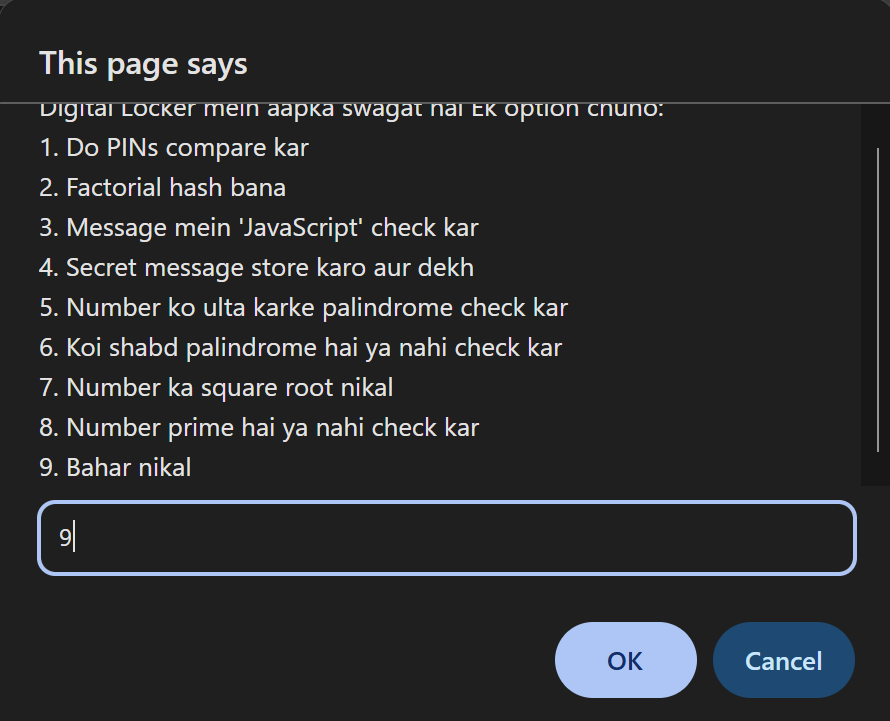 This page says
Digital Locker mein aapka swagat hai Ek option chuno:
1. Do PINs compare kar
2. Factorial hash bana
3. Message mein 'JavaScript' check kar
4. Secret message store karo aur dekh
5. Number ko ulta karke palindrome check kar
6. Koi shabd palindrome hai ya nahi check kar
7. Number ka square root nikal
8. Number prime hai ya nahi check kar
9. Bahar nikal
9
OK Cancel